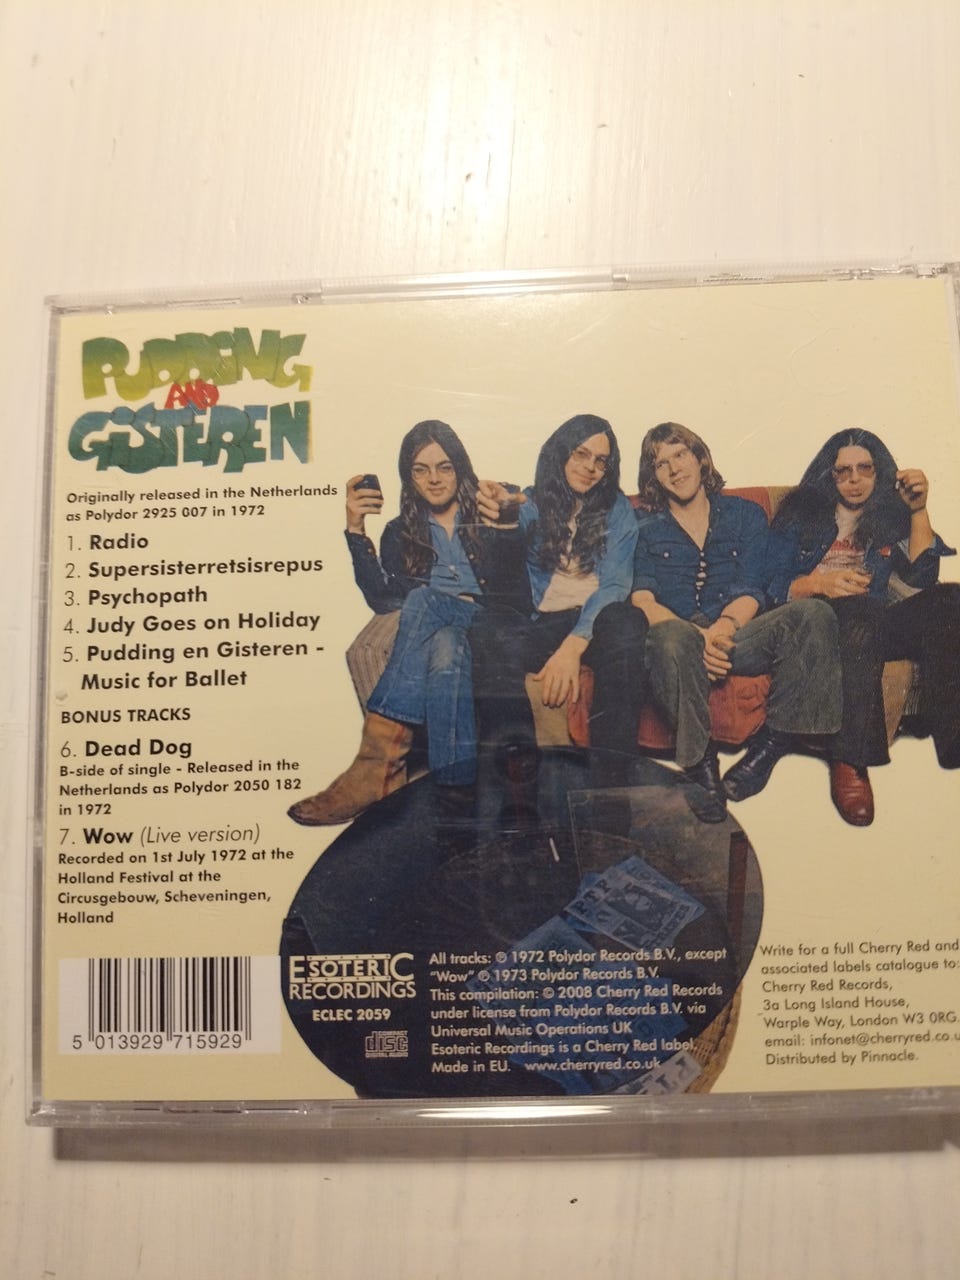 PUDDING
AND
GISTEREN
Originally released in the Netherlands
as Polydor 2925 007 in 1972
1. Radio
2. Supersisterretsisrepus
3. Psychopath
4. Judy Goes on Holiday
5. Pudding en Gisteren -
Music for Ballet
BONUS TRACKS
6. Dead Dog
B-side of single - Released in the
Netherlands as Polydor 2050 182
in 1972
7. Wow (Live version)
Recorded on 1st July 1972 at the
Holland Festival at the
Circusgebouw, Scheveningen,
Holland
5 013929 715929
ESOTERIC
RECORDINGS
ECLEC 2059
COMPACT
disc
DIGITAL AUDIO
All tracks: ℗ 1972 Polydor Records B.V., except
"Wow" ℗ 1973 Polydor Records B.V.
This compilation: © 2008 Cherry Red Records
under license from Polydor Records B.V. via
Universal Music Operations UK
Esoteric Recordings is a Cherry Red label.
Made in EU. www.cherryred.co.uk
Write for a full Cherry Red and
associated labels catalogue to:
Cherry Red Records,
3a Long Island House,
Warple Way, London W3 0RG.
email: infonet@cherryred.co.u
Distributed by Pinnacle.